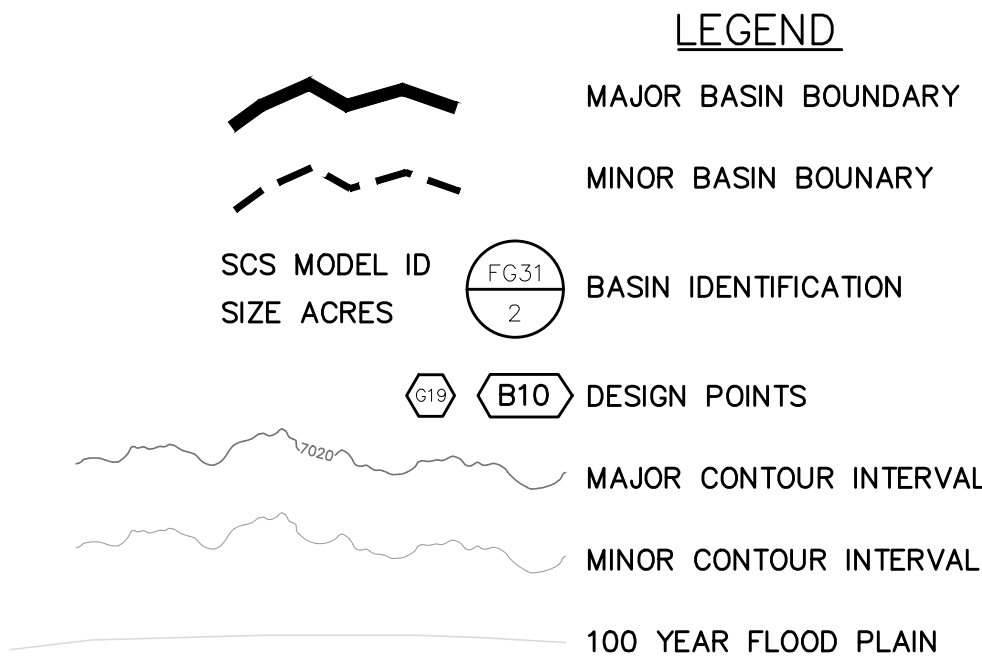 LEGEND
MAJOR BASIN BOUNDARY
MINOR BASIN BOUNARY
SCS MODEL ID
SIZE ACRES
FG31
2
BASIN IDENTIFICATION
G19
B10
DESIGN POINTS
7020
MAJOR CONTOUR INTERVAL
MINOR CONTOUR INTERVAL
100 YEAR FLOOD PLAIN